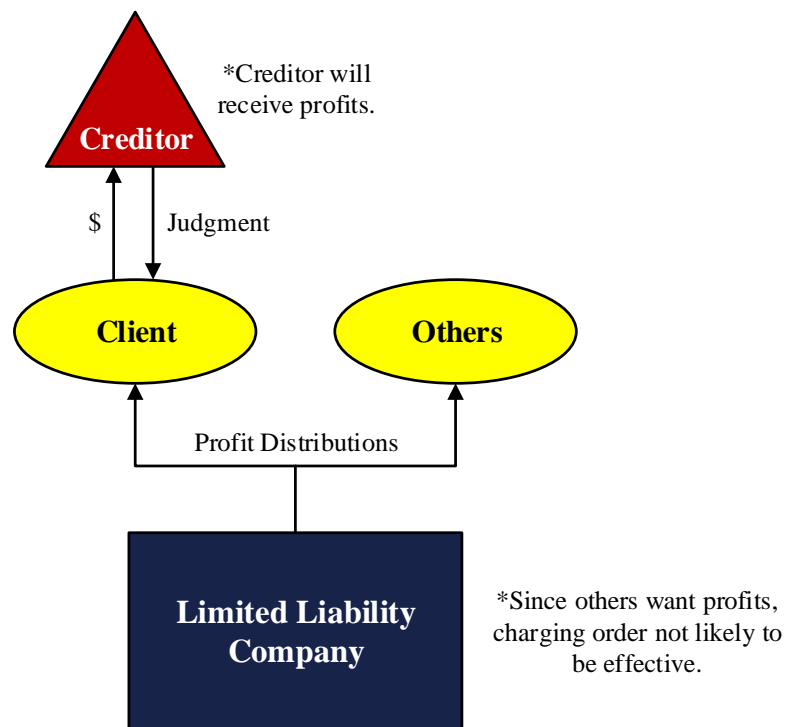 *Creditor will
receive profits.
Creditor
$
Judgment
Client
Others
Profit Distributions
Limited Liability
Company
*Since others want profits,
charging order not likely to
be effective.